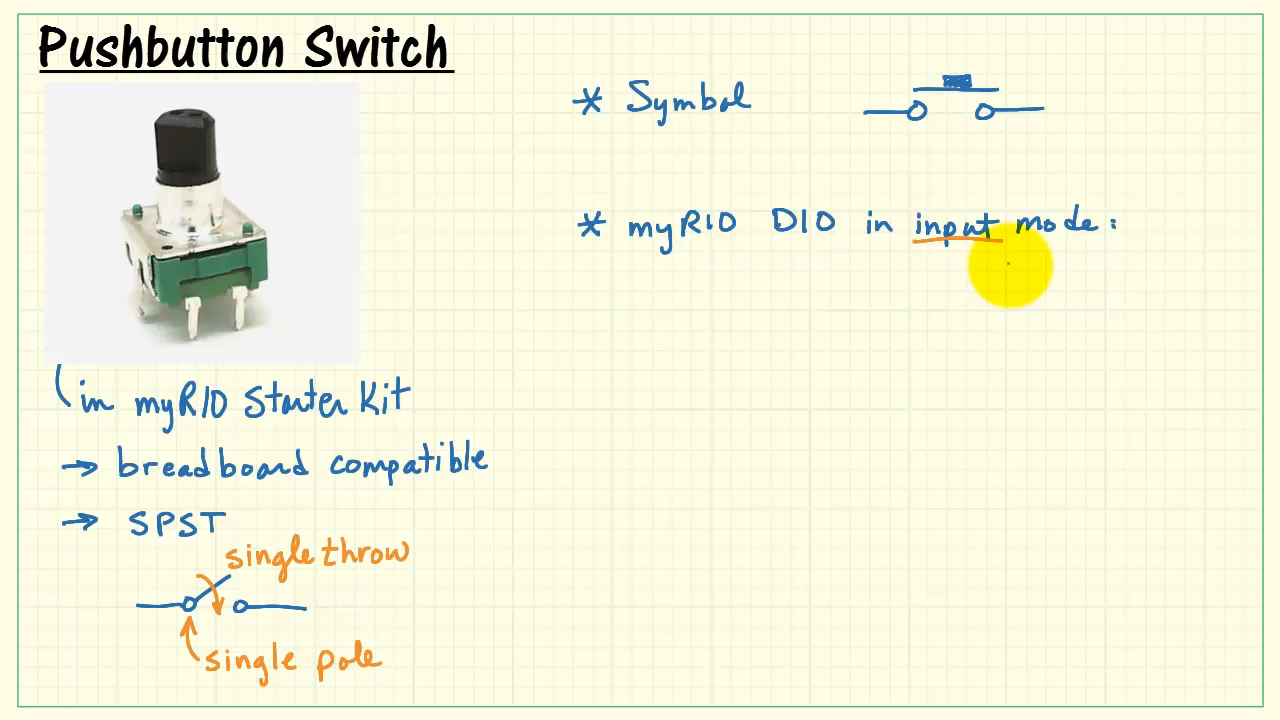 Pushbutton Switch
in myRIO Starter Kit
→ breadboard compatible
→ SPST
single throw
single pole
* Symbol
* myRIO DIO in input mode: